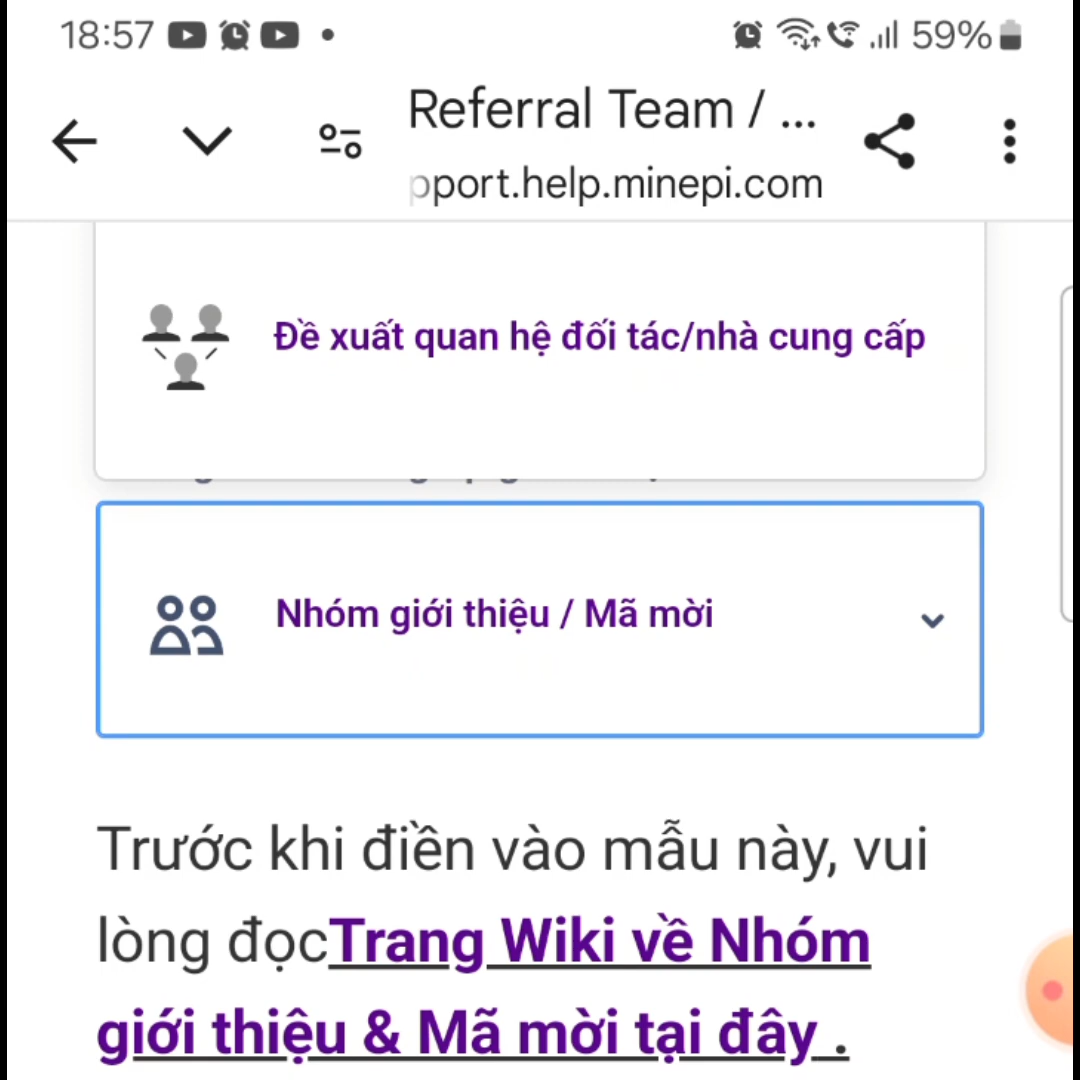 18:57
59%
Referral Team / ...
pport.help.minepi.com
Đề xuất quan hệ đối tác/nhà cung cấp
Nhóm giới thiệu / Mã mời
Trước khi điền vào mẫu này, vui
lòng đọcTrang Wiki về Nhóm
giới thiệu & Mã mời tại đây .